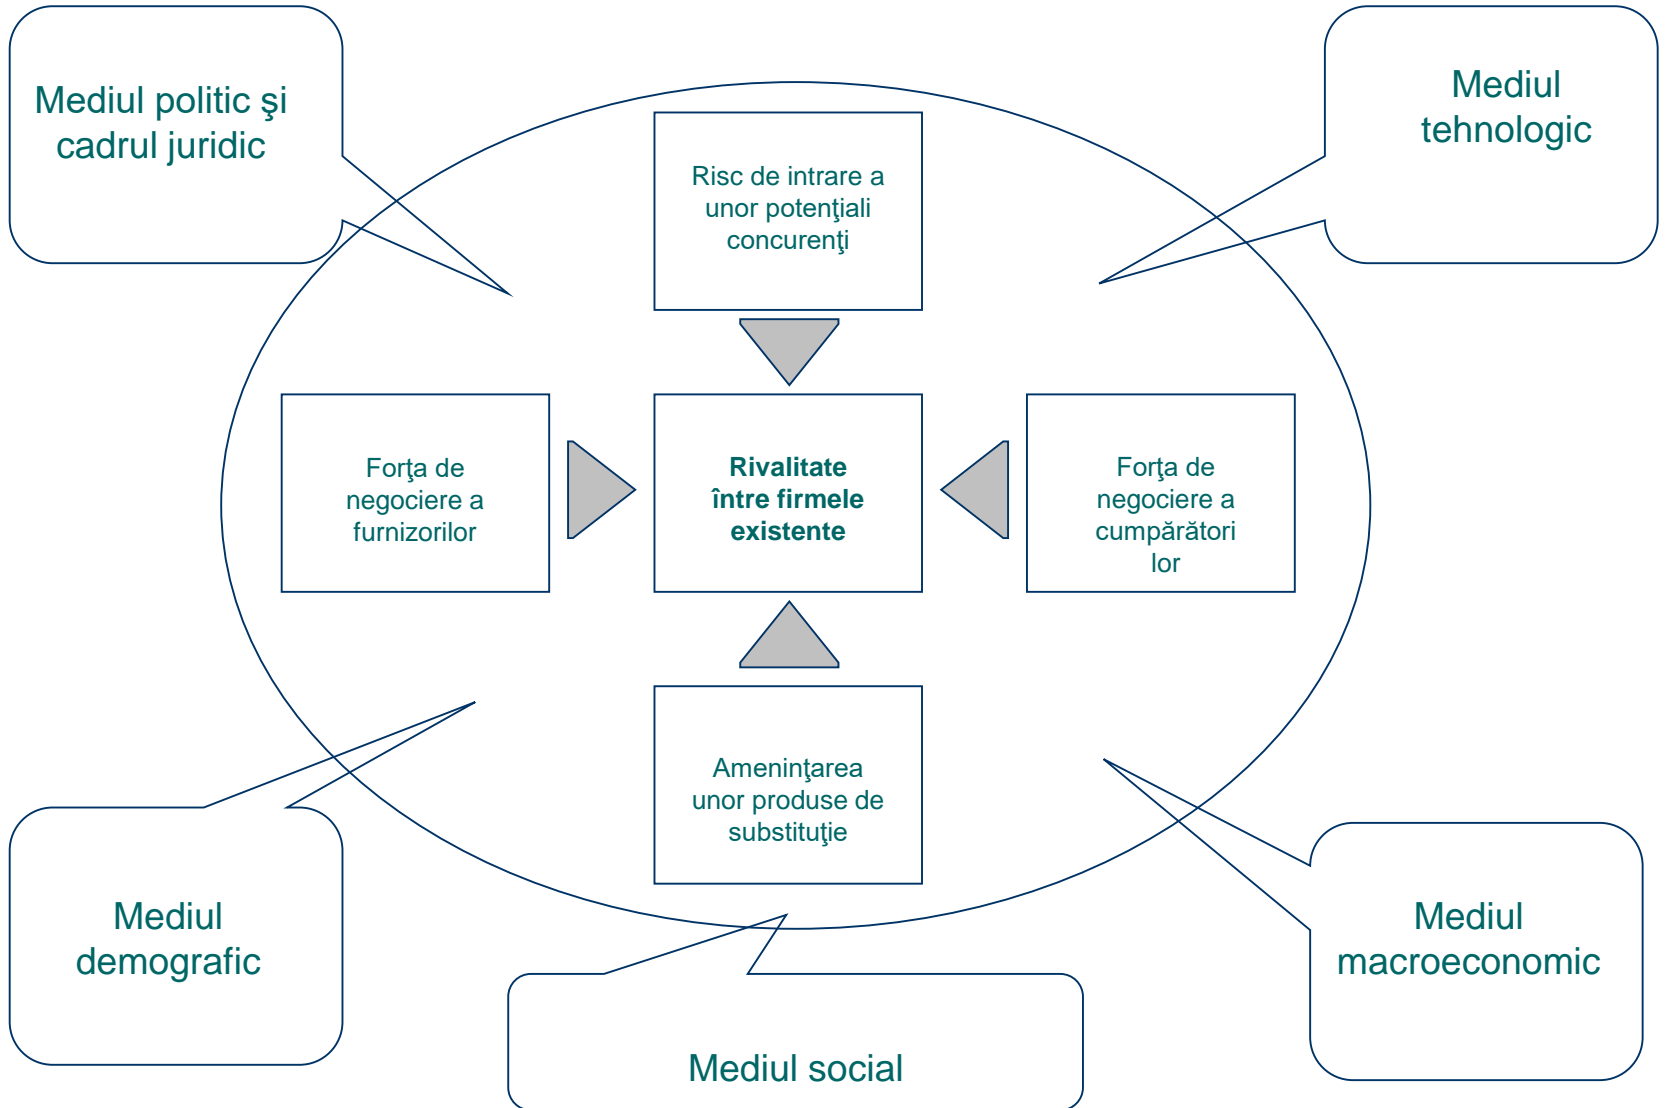 Mediul politic şi
cadrul juridic
Mediul
tehnologic
Risc de intrare a
unor potenţiali
concurenţi
Forţa de
negociere a
furnizorilor
Rivalitate
între firmele
existente
Forţa de
negociere a
cumpărători
lor
Ameninţarea
unor produse de
substituţie
Mediul
demografic
Mediul
macroeconomic
Mediul social